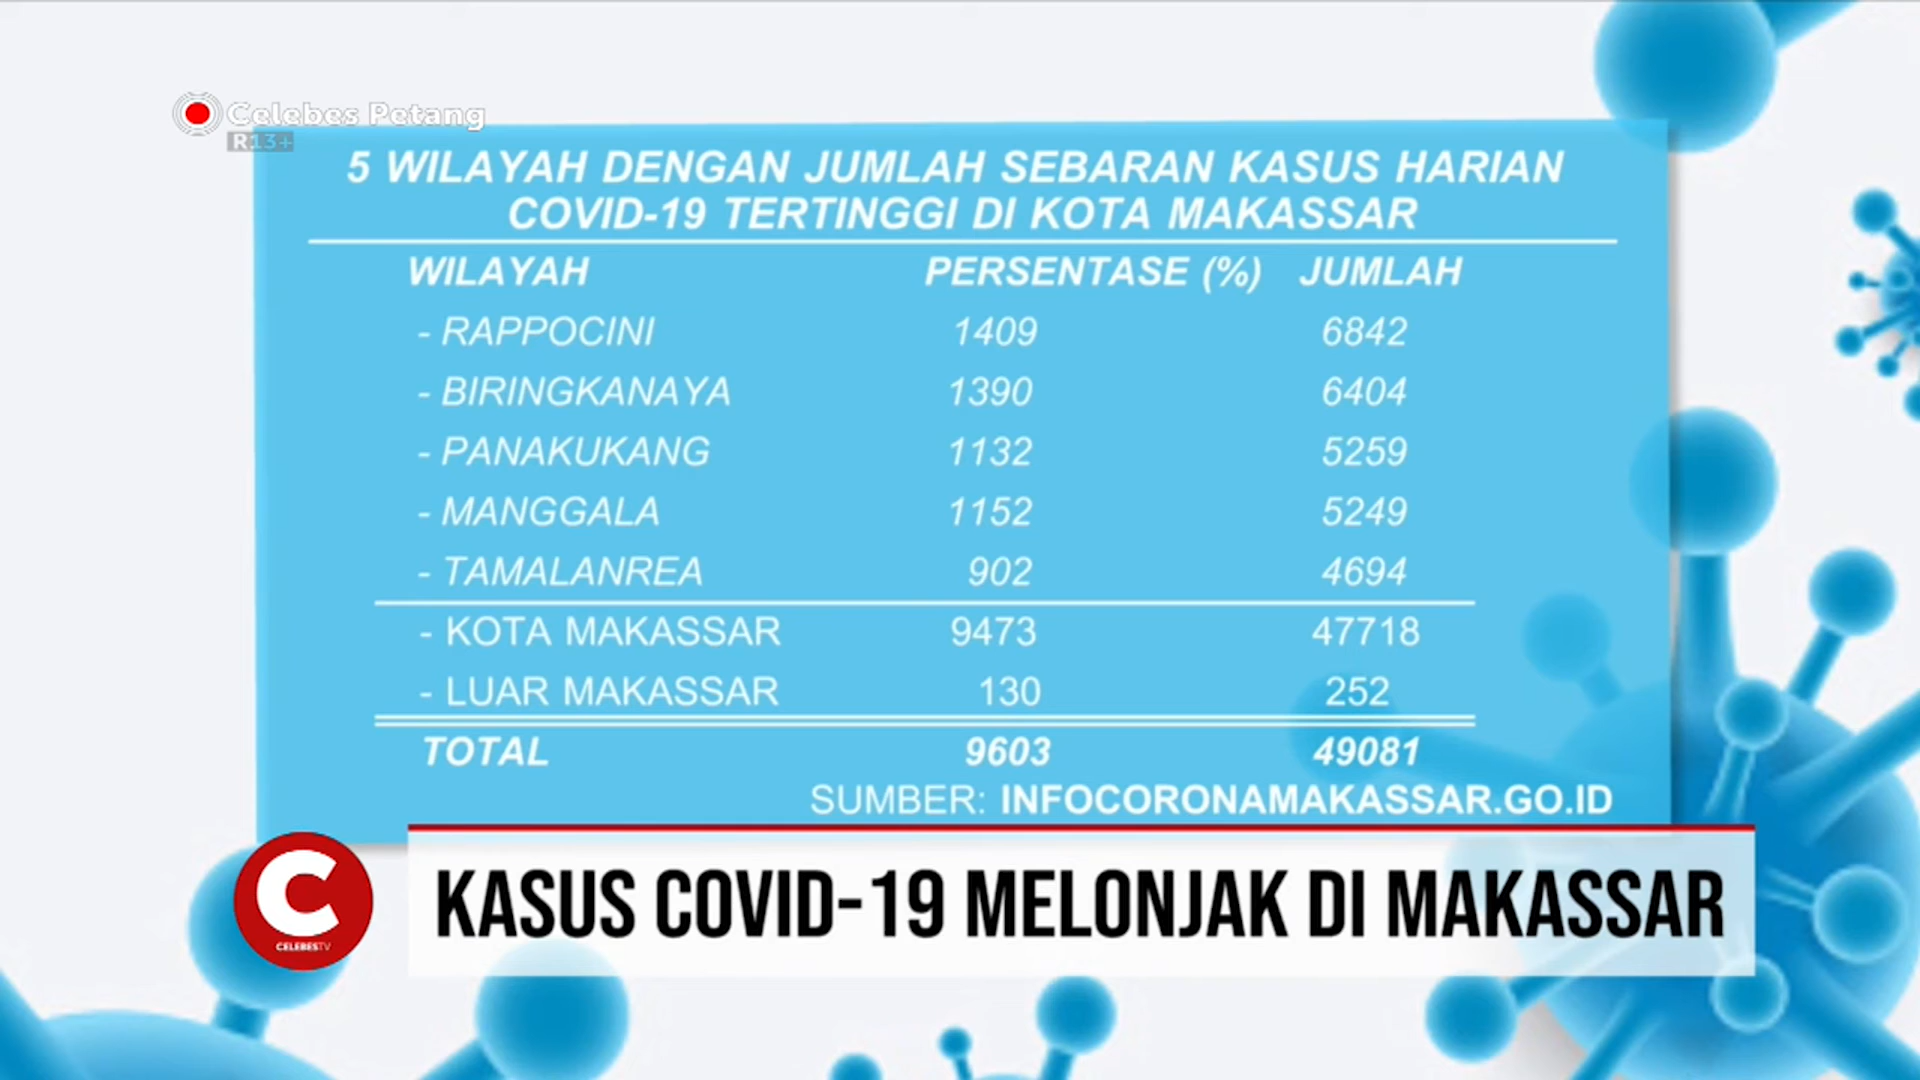 Celebes Petang
R13+
5 WILAYAH DENGAN JUMLAH SEBARAN KASUS HARIAN
COVID-19 TERTINGGI DI KOTA MAKASSAR
WILAYAH PERSENTASE (%) JUMLAH
- RAPPOCINI 1409 6842
- BIRINGKANAYA 1390 6404
- PANAKUKANG 1132 5259
- MANGGALA 1152 5249
- TAMALANREA 902 4694
- KOTA MAKASSAR 9473 47718
- LUAR MAKASSAR 130 252
TOTAL 9603 49081
SUMBER: INFOCORONAMAKASSAR.GO.ID
KASUS COVID-19 MELONJAK DI MAKASSAR
C
CELEBESTV